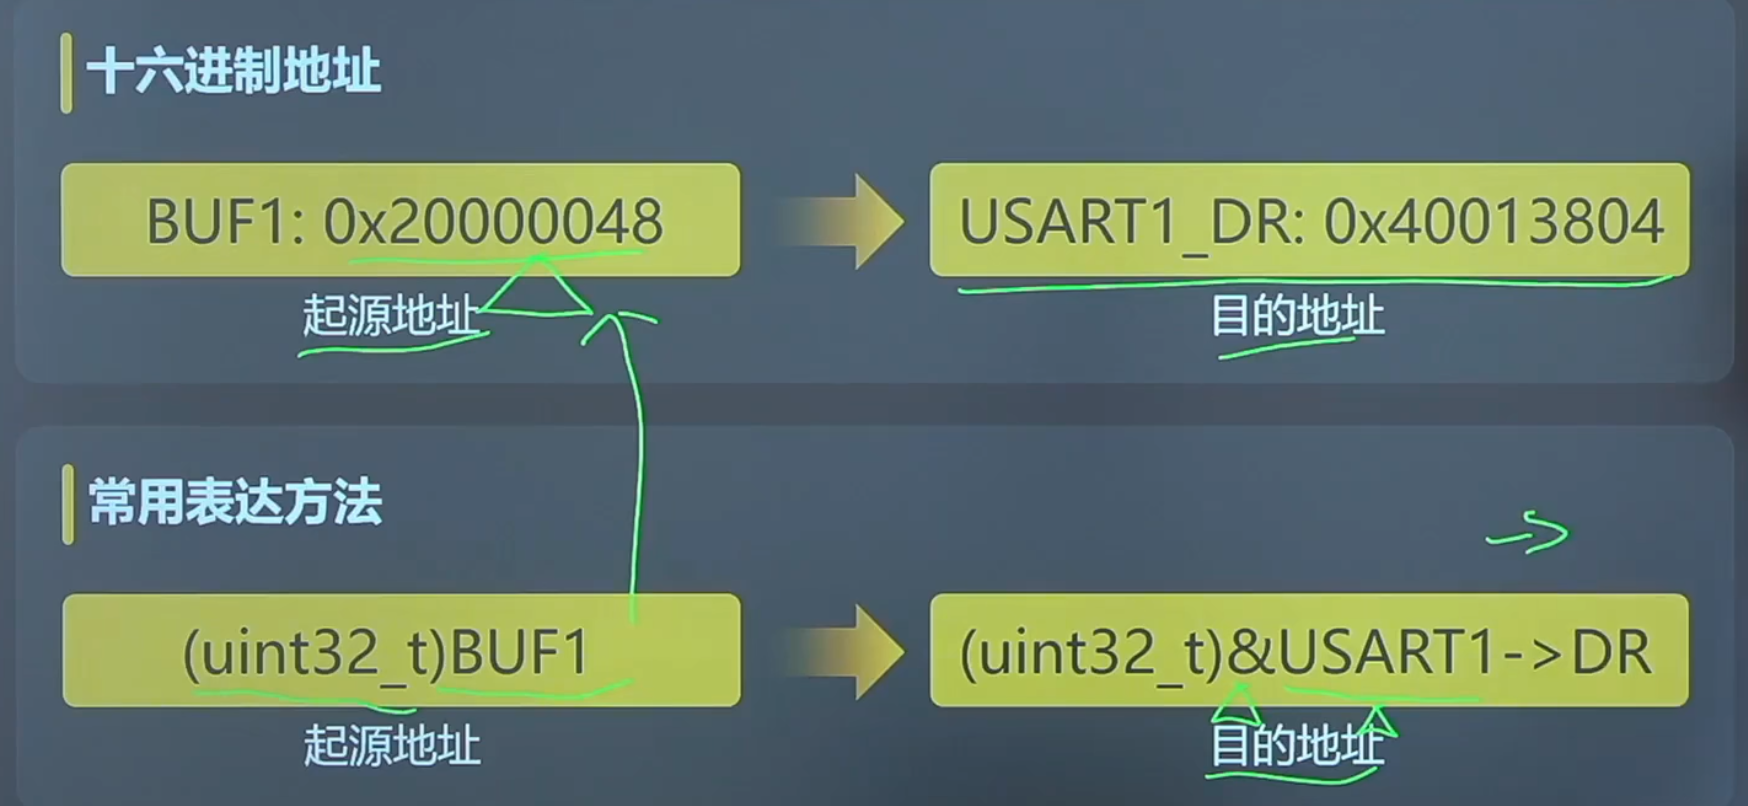 十六进制地址
BUF1: 0x20000048
USART1_DR: 0x40013804
起源地址
目的地址
常用表达方法
(uint32_t)BUF1
(uint32_t)&USART1->DR
起源地址
目的地址